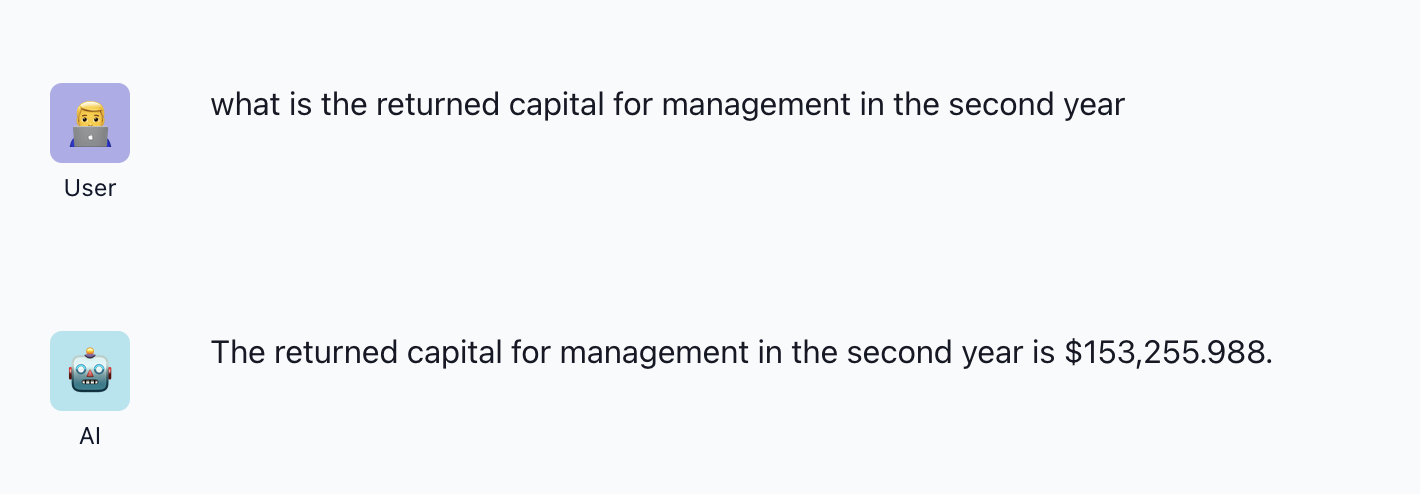 what is the returned capital for management in the second year
User
The returned capital for management in the second year is $153,255.988.
AI